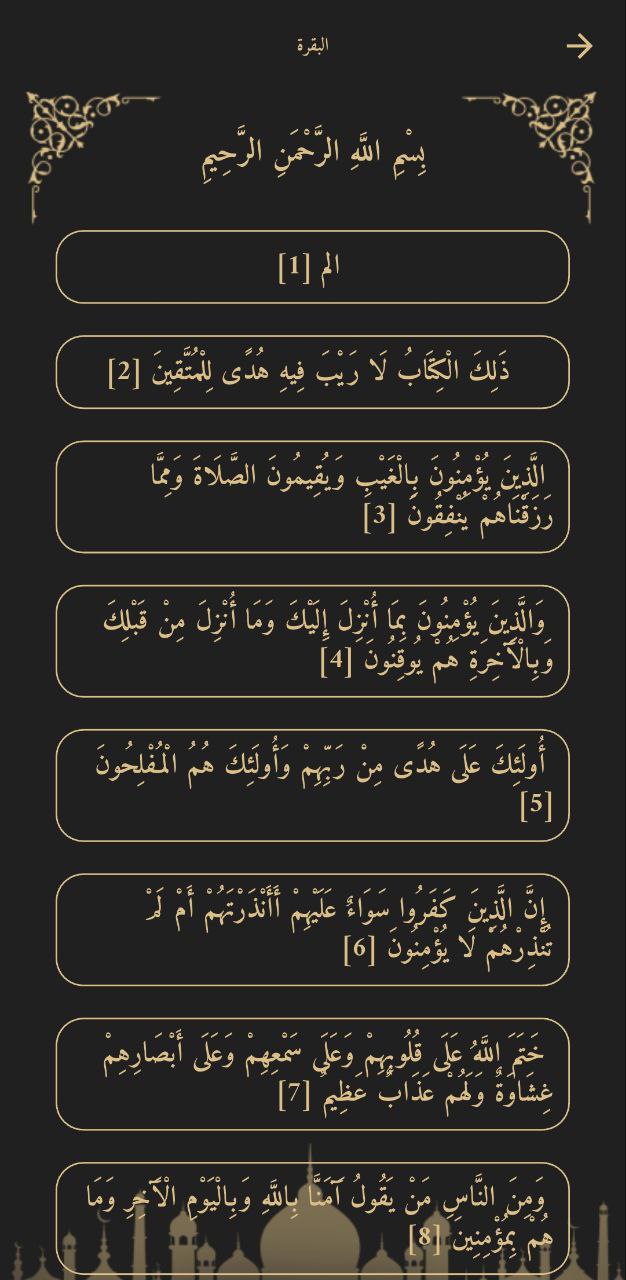 البقرة
بِسْمِ اللَّهِ الرَّحْمَنِ الرَّحِيمِ
الم [1]
ذَلِكَ الْكِتَابُ لَا رَيْبَ فِيهِ هُدًى لِلْمُتَّقِينَ [2]
الَّذِينَ يُؤْمِنُونَ بِالْغَيْبِ وَيُقِيمُونَ الصَّلَاةَ وَمِمَّا
رَزَقْنَاهُمْ يُنْفِقُونَ [3]
وَالَّذِينَ يُؤْمِنُونَ بِمَا أُنْزِلَ إِلَيْكَ وَمَا أُنْزِلَ مِنْ قَبْلِكَ
وَبِالْآخِرَةِ هُمْ يُوقِنُونَ [4]
أُولَئِكَ عَلَى هُدًى مِنْ رَبِّهِمْ وَأُولَئِكَ هُمُ الْمُفْلِحُونَ
[5]
إِنَّ الَّذِينَ كَفَرُوا سَوَاءٌ عَلَيْهِمْ أَأَنْذَرْتَهُمْ أَمْ لَمْ
تُنْذِرْهُمْ لَا يُؤْمِنُونَ [6]
خَتَمَ اللَّهُ عَلَى قُلُوبِهِمْ وَعَلَى سَمْعِهِمْ وَعَلَى أَبْصَارِهِمْ
غِشَاوَةٌ وَلَهُمْ عَذَابٌ عَظِيمٌ [7]
وَمِنَ النَّاسِ مَنْ يَقُولُ آمَنَّا بِاللَّهِ وَبِالْيَوْمِ الْآخِرِ وَمَا
هُمْ بِمُؤْمِنِينَ [8]